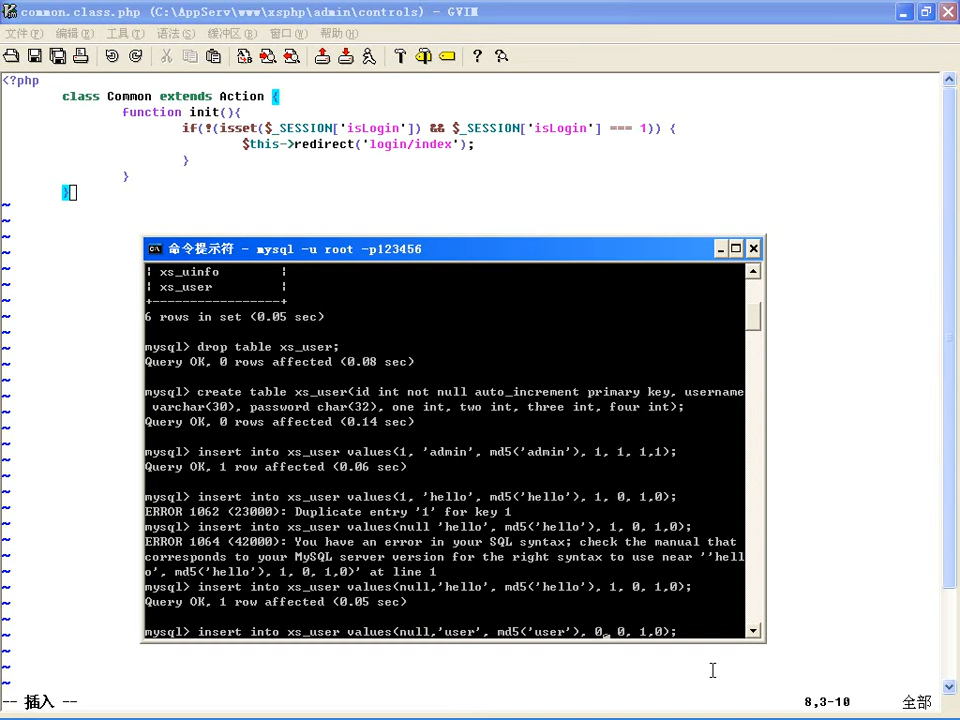 common.class.php (C:\AppServ\www\xsphp\admin\controls) - GVIM
文件(F) 编辑(E) 工具(T) 语法(S) 缓冲区(B) 窗口(W) 帮助(H)
<?php
class Common extends Action {
function init(){
if(!(isset($_SESSION['isLogin']) && $_SESSION['isLogin'] === 1)) {
$this->redirect('login/index');
}
}
}
命令提示符 - mysql -u root -p123456
| xs_uinfo |
| xs_user |
+-----------------+
6 rows in set (0.05 sec)
mysql> drop table xs_user;
Query OK, 0 rows affected (0.08 sec)
mysql> create table xs_user(id int not null auto_increment primary key, username
varchar(30), password char(32), one int, two int, three int, four int);
Query OK, 0 rows affected (0.14 sec)
mysql> insert into xs_user values(1, 'admin', md5('admin'), 1, 1, 1,1);
Query OK, 1 row affected (0.06 sec)
mysql> insert into xs_user values(1, 'hello', md5('hello'), 1, 0, 1,0);
ERROR 1062 (23000): Duplicate entry '1' for key 1
mysql> insert into xs_user values(null 'hello', md5('hello'), 1, 0, 1,0);
ERROR 1064 (42000): You have an error in your SQL syntax; check the manual that
corresponds to your MySQL server version for the right syntax to use near ''hell
o', md5('hello'), 1, 0, 1,0)' at line 1
mysql> insert into xs_user values(null,'hello', md5('hello'), 1, 0, 1,0);
Query OK, 1 row affected (0.05 sec)
mysql> insert into xs_user values(null,'user', md5('user'), 0, 0, 1,0);
-- 插入 -- 8,3-10 全部